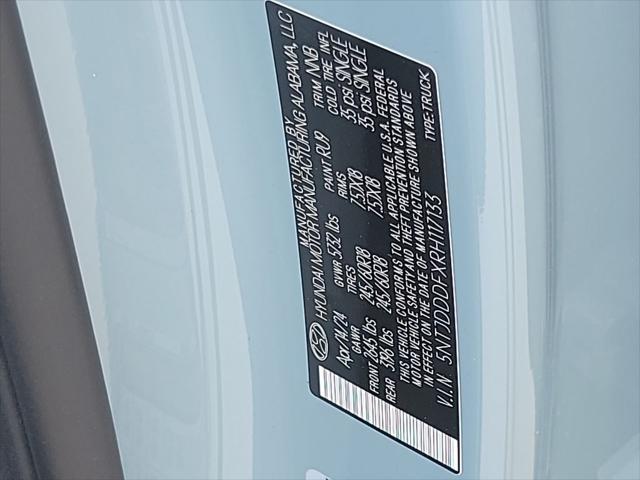 MANUFACTURED BY
HYUNDAI MOTOR MANUFACTURING ALABAMA, LLC
Apr/14/24 GVWR 5732 lbs PAINT RU9 TRIM NNB
GAWR TIRES RIMS COLD TIRE INFL
FRONT 2645 lbs 245/60R18 7.5JX18 35 psi SINGLE
REAR 3716 lbs 245/60R18 7.5JX18 35 psi SINGLE
THIS VEHICLE CONFORMS TO ALL APPLICABLE U.S.A. FEDERAL
MOTOR VEHICLE SAFETY AND THEFT PREVENTION STANDARDS
IN EFFECT ON THE DATE OF MANUFACTURE SHOWN ABOVE
V.I.N. 5NTJDDDFXRH117133 TYPE:TRUCK